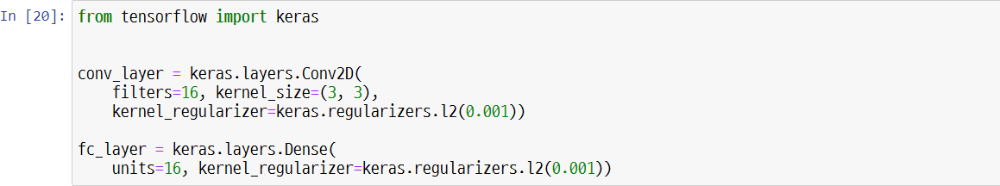 In [20]: from tensorflow import keras
conv_layer = keras.layers.Conv2D(
    filters=16, kernel_size=(3, 3),
    kernel_regularizer=keras.regularizers.l2(0.001))
fc_layer = keras.layers.Dense(
    units=16, kernel_regularizer=keras.regularizers.l2(0.001))